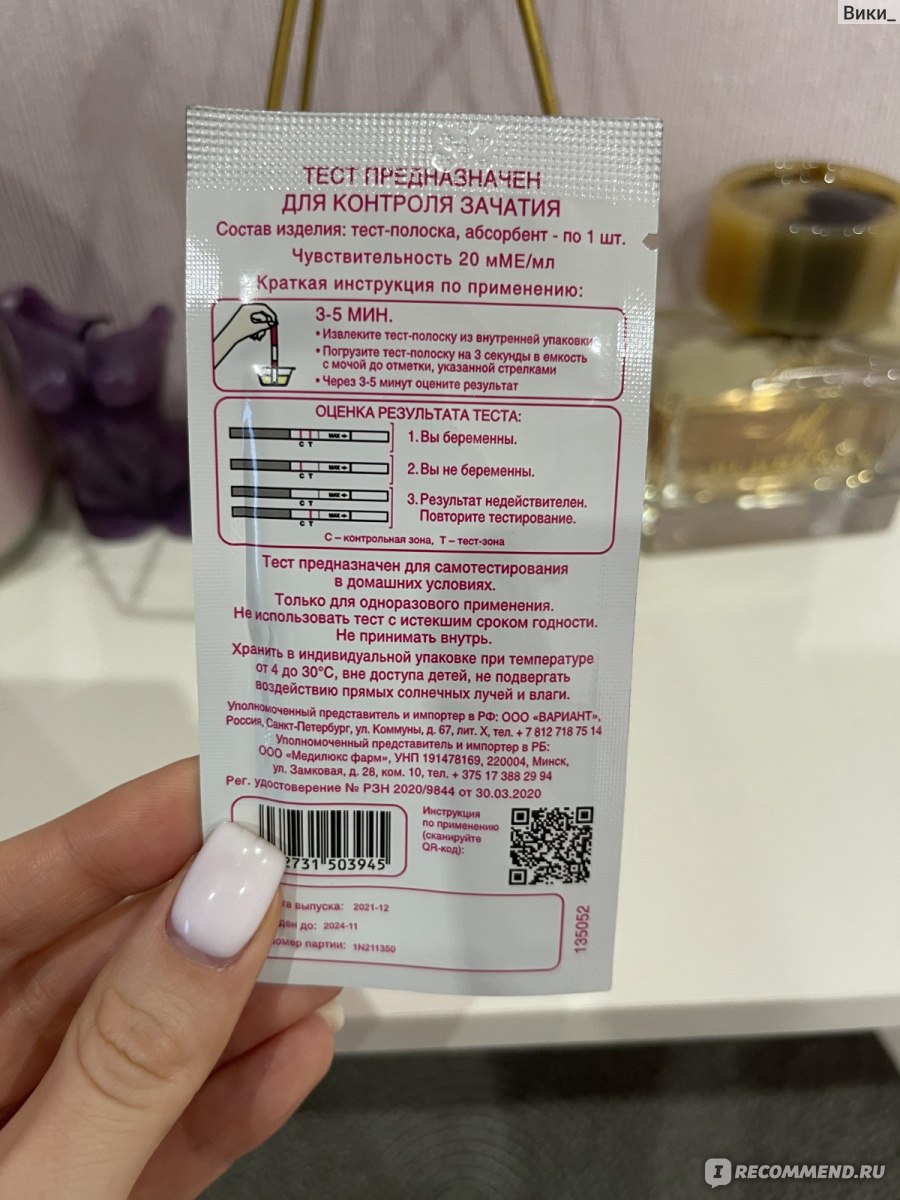 Вики_
ТЕСТ ПРЕДНАЗНАЧЕН
ДЛЯ КОНТРОЛЯ ЗАЧАТИЯ
Состав изделия: тест-полоска, абсорбент - по 1 шт.
Чувствительность 20 мМЕ/мл
Краткая инструкция по применению:
3-5 МИН.
• Извлеките тест-полоску из внутренней упаковки
• Погрузите тест-полоску на 3 секунды в емкость
с мочой до отметки, указанной стрелками
• Через 3-5 минут оцените результат
ОЦЕНКА РЕЗУЛЬТАТА ТЕСТА:
MAX
1. Вы беременны.
C T
MAX
2. Вы не беременны.
C T
MAX
3. Результат недействителен.
MAX
Повторите тестирование.
C T
С – контрольная зона, Т – тест-зона
Тест предназначен для самотестирования
в домашних условиях.
Только для одноразового применения.
Не использовать тест с истекшим сроком годности.
Не принимать внутрь.
Хранить в индивидуальной упаковке при температуре
от 4 до 30°С, вне доступа детей, не подвергать
воздействию прямых солнечных лучей и влаги.
Уполномоченный представитель и импортер в РФ: ООО «ВАРИАНТ»,
Россия, Санкт-Петербург, ул. Коммуны, д. 67, лит. Х, тел. + 7 812 718 75 14
Уполномоченный представитель и импортер в РБ:
ООО «Медилюкс фарм», УНП 191478169, 220004, Минск,
ул. Замковая, д. 28, ком. 10, тел. + 375 17 388 29 94
Рег. удостоверение № РЗН 2020/9844 от 30.03.2020
Инструкция
по применению
(сканируйте
QR-код):
2731 503945
та выпуска: 2021-12
ден до: 2024-11
номер партии: 1N211350
135052
My
IRECOMMEND.RU